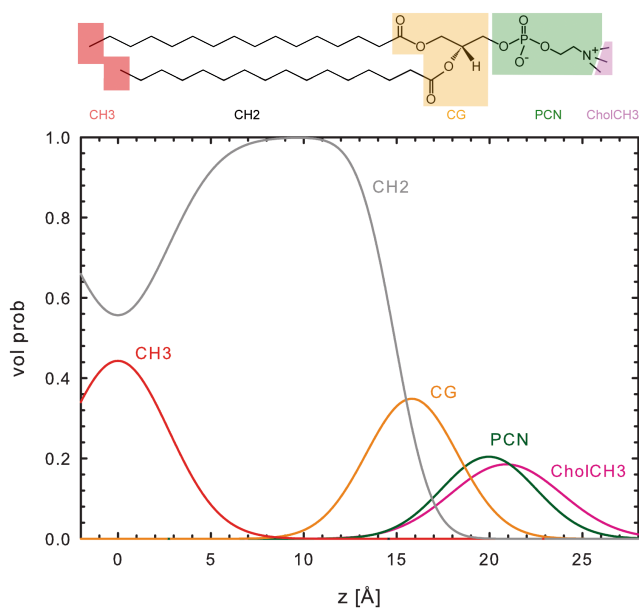 O
O
P
O
O
O
O⁻
N⁺
O
H
O
CH3
CH2
CG
PCN
CholCH3
1.0
0.8
0.6
0.4
0.2
0.0
vol prob
CH2
CH3
CG
PCN
CholCH3
0
5
10
15
20
25
z [Å]